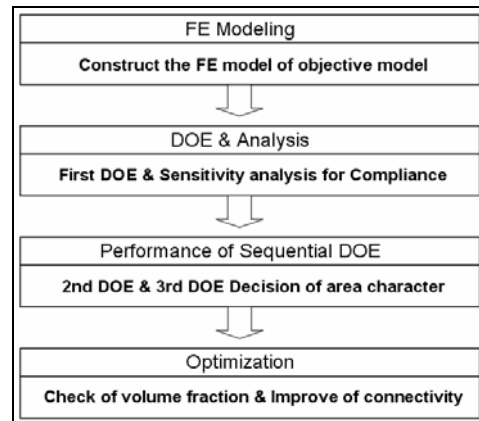 FE Modeling
Construct the FE model of objective model
DOE & Analysis
First DOE & Sensitivity analysis for Compliance
Performance of Sequential DOE
2nd DOE & 3rd DOE Decision of area character
Optimization
Check of volume fraction & Improve of connectivity